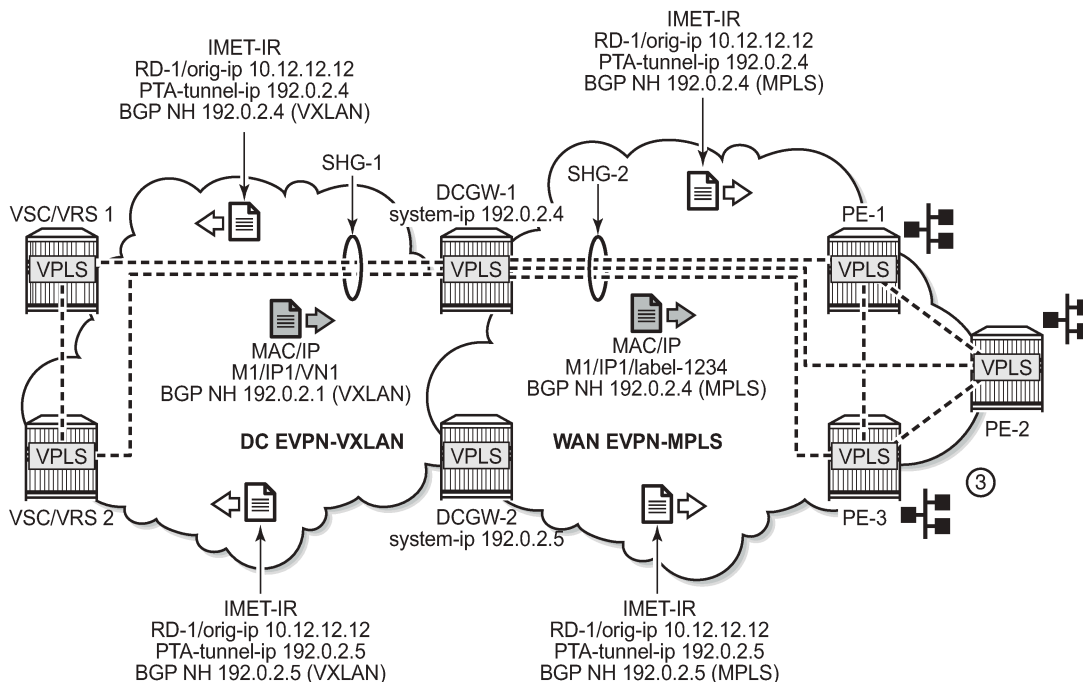 IMET-IR
RD-1/orig-ip 10.12.12.12
PTA-tunnel-ip 192.0.2.4
BGP NH 192.0.2.4 (VXLAN)
IMET-IR
RD-1/orig-ip 10.12.12.12
PTA-tunnel-ip 192.0.2.4
BGP NH 192.0.2.4 (MPLS)
SHG-1
SHG-2
VSC/VRS 1
DCGW-1
system-ip 192.0.2.4
PE-1
VPLS
VPLS
VPLS
MAC/IP
M1/IP1/VN1
BGP NH 192.0.2.1 (VXLAN)
MAC/IP
M1/IP1/label-1234
BGP NH 192.0.2.4 (MPLS)
VPLS
PE-2
DC EVPN-VXLAN
WAN EVPN-MPLS
VPLS
VPLS
VPLS
3
VSC/VRS 2
DCGW-2
system-ip 192.0.2.5
PE-3
IMET-IR
RD-1/orig-ip 10.12.12.12
PTA-tunnel-ip 192.0.2.5
BGP NH 192.0.2.5 (VXLAN)
IMET-IR
RD-1/orig-ip 10.12.12.12
PTA-tunnel-ip 192.0.2.5
BGP NH 192.0.2.5 (MPLS)